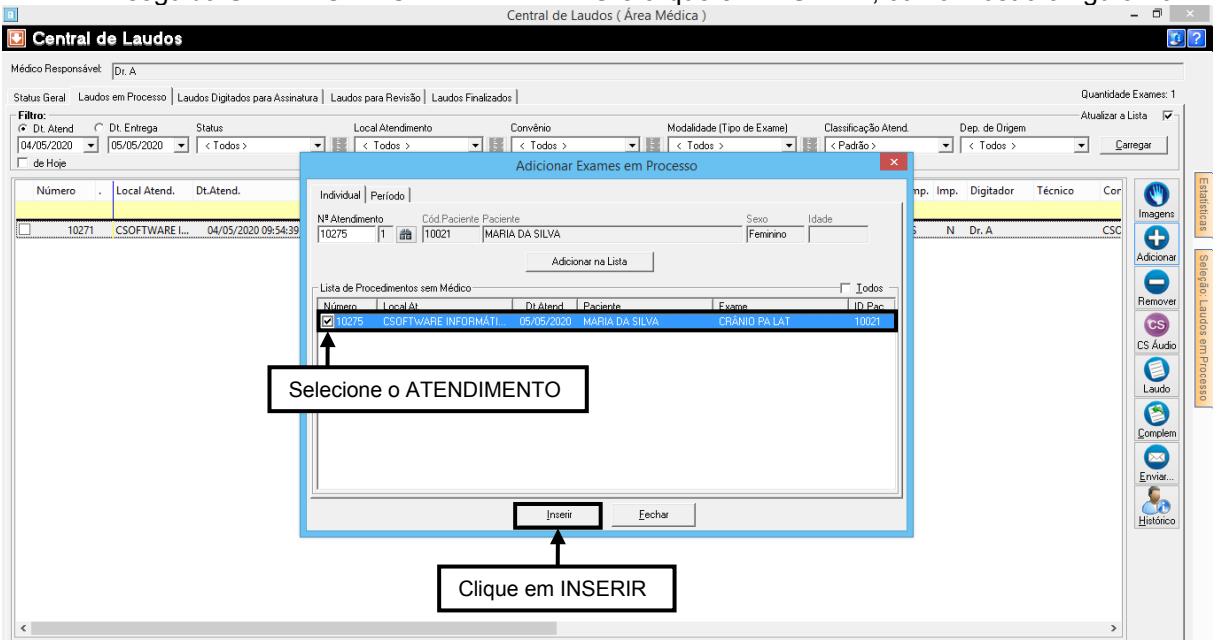 Central de Laudos ( Área Médica )
Central de Laudos
Médico Responsável: Dr. A
Status Geral Laudos em Processo Laudos Digitados para Assinatura Laudos para Revisão Laudos Finalizados Quantidade Exames: 1
Filtro: Atualizar a Lista
Dt. Atend Dt. Entrega Status Local Atendimento Convênio Modalidade (Tipo de Exame) Classificação Atend. Dep. de Origem
04/05/2020 05/05/2020 < Todos > < Todos > < Todos > < Todos > < Padrão > < Todos > Carregar
de Hoje
Número . Local Atend. Dt.Atend. mp. Imp. Digitador Técnico Cor
10271 CSOFTWARE I... 04/05/2020 09:54:39 S N Dr. A CSC
Adicionar Exames em Processo
Individual Período
Nª Atendimento Cód.Paciente Paciente Sexo Idade
10275 1 10021 MARIA DA SILVA Feminino
Adicionar na Lista
Lista de Procedimentos sem Médico Todos
Número Local At Dt.Atend Paciente Exame ID Pac.
10275 CSOFTWARE INFORMÁTI... 05/05/2020 MARIA DA SILVA CRÂNIO PA LAT 10021
Selecione o ATENDIMENTO
Inserir Fechar
Clique em INSERIR
Imagens
Adicionar
Remover
CS
CS Áudio
Laudo
Complem
Enviar...
Histórico
Estatísticas
Seleção: Laudos em Processo